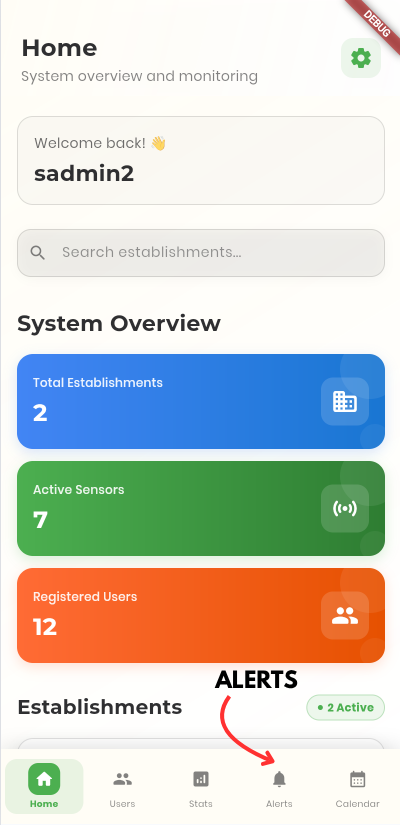 DEBUG
Home
System overview and monitoring
Welcome back! 👋
sadmin2
Search establishments...
System Overview
Total Establishments
2
Active Sensors
7
Registered Users
12
ALERTS
Establishments
• 2 Active
Home
Users
Stats
Alerts
Calendar